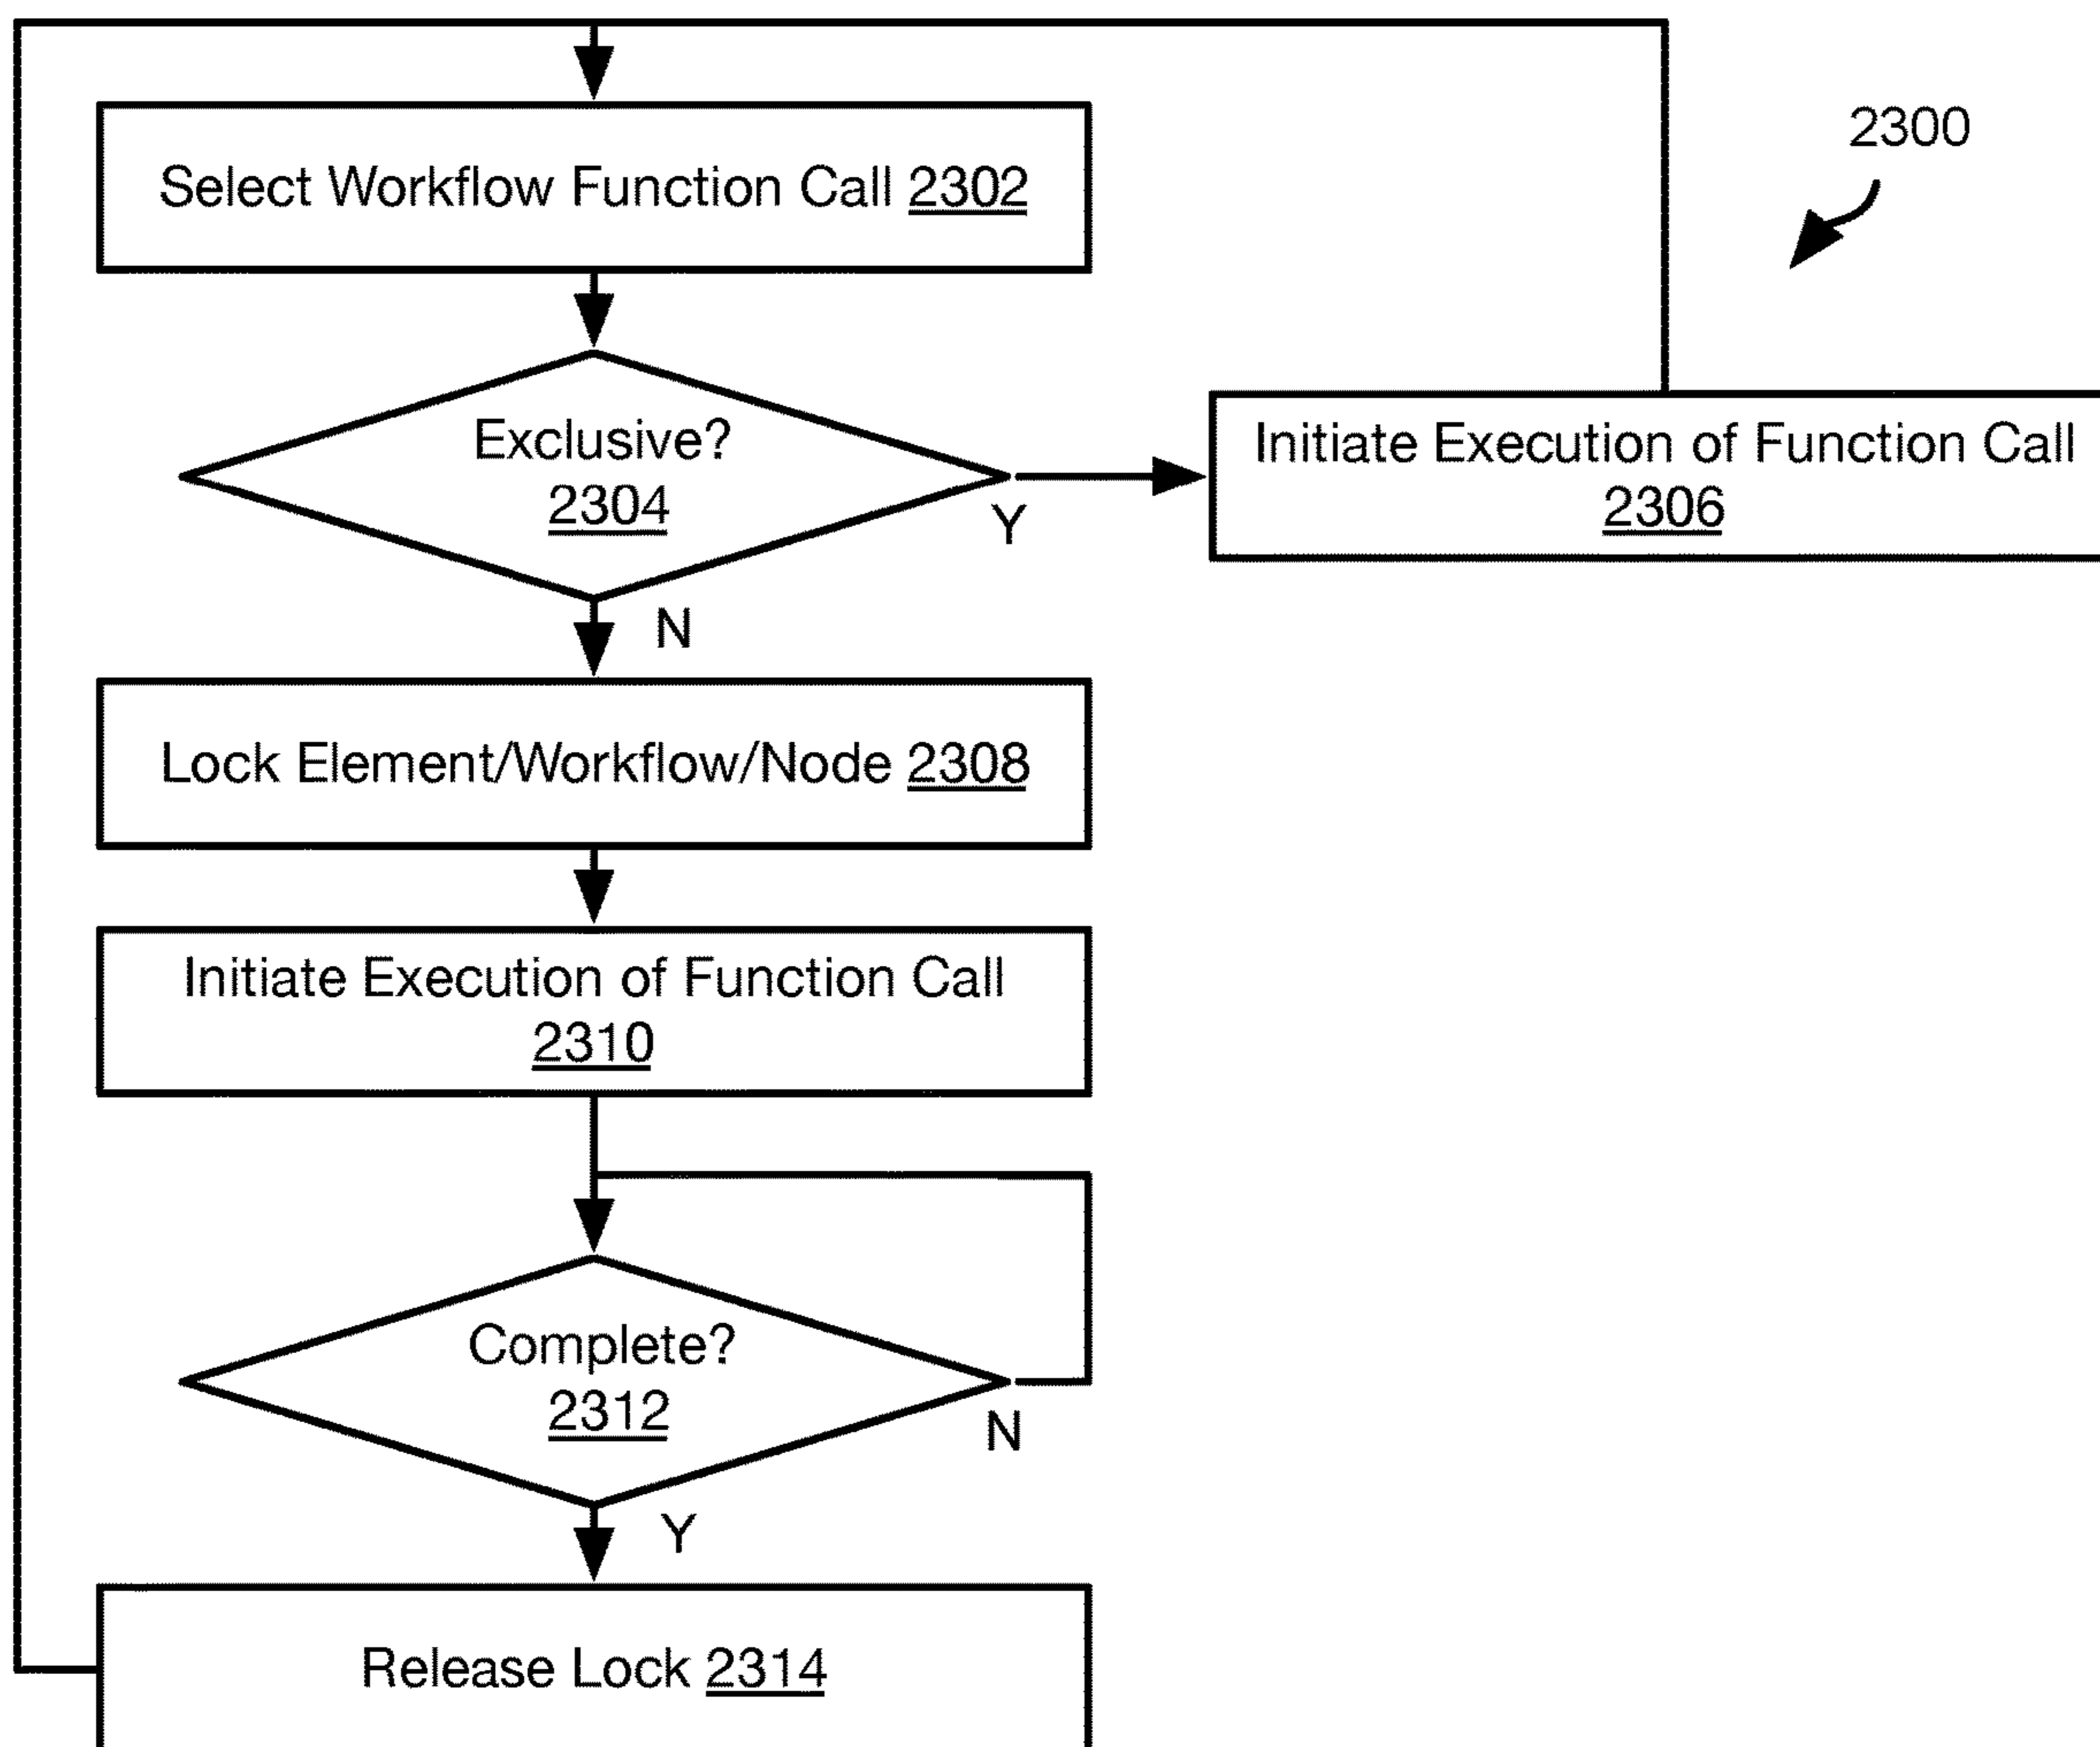 2300
Select Workflow Function Call 2302
Exclusive?
2304
Y
Initiate Execution of Function Call
2306
N
Lock Element/Workflow/Node 2308
Initiate Execution of Function Call
2310
Complete?
2312
N
Y
Release Lock 2314